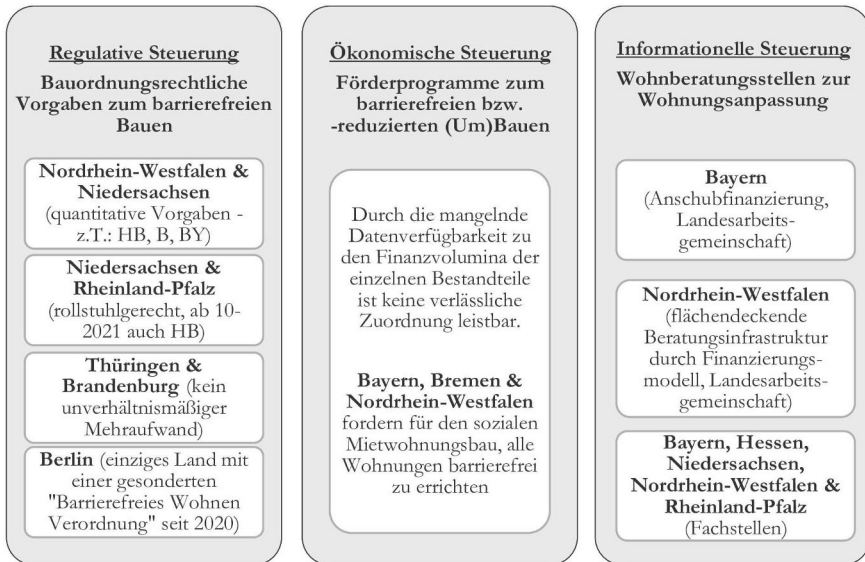 Regulative Steuerung
Bauordnungsrechtliche
Vorgaben zum barrierefreien
Bauen
Nordrhein-Westfalen &
Niedersachsen
(quantitative Vorgaben -
z.T.: HB, B, BY)
Niedersachsen &
Rheinland-Pfalz
(rollstuhlgerecht, ab 10-
2021 auch HB)
Thüringen &
Brandenburg (kein
unverhältnismäßiger
Mehraufwand)
Berlin (einziges Land mit
einer gesonderten
"Barrierefreies Wohnen
Verordnung" seit 2020)
Ökonomische Steuerung
Förderprogramme zum
barrierefreien bzw.
-reduzierten (Um)Bauen
Durch die mangelnde
Datenverfügbarkeit zu
den Finanzvolumina der
einzelnen Bestandteile
ist keine verlässliche
Zuordnung leistbar.
Bayern, Bremen &
Nordrhein-Westfalen
fordern für den sozialen
Mietwohnungsbau, alle
Wohnungen barrierefrei
zu errichten
Informationelle Steuerung
Wohnberatungsstellen zur
Wohnungsanpassung
Bayern
(Anschubfinanzierung,
Landesarbeits-
gemeinschaft)
Nordrhein-Westfalen
(flächendeckende
Beratungsinfrastruktur
durch Finanzierungs-
modell, Landesarbeits-
gemeinschaft)
Bayern, Hessen,
Niedersachsen,
Nordrhein-Westfalen &
Rheinland-Pfalz
(Fachstellen)